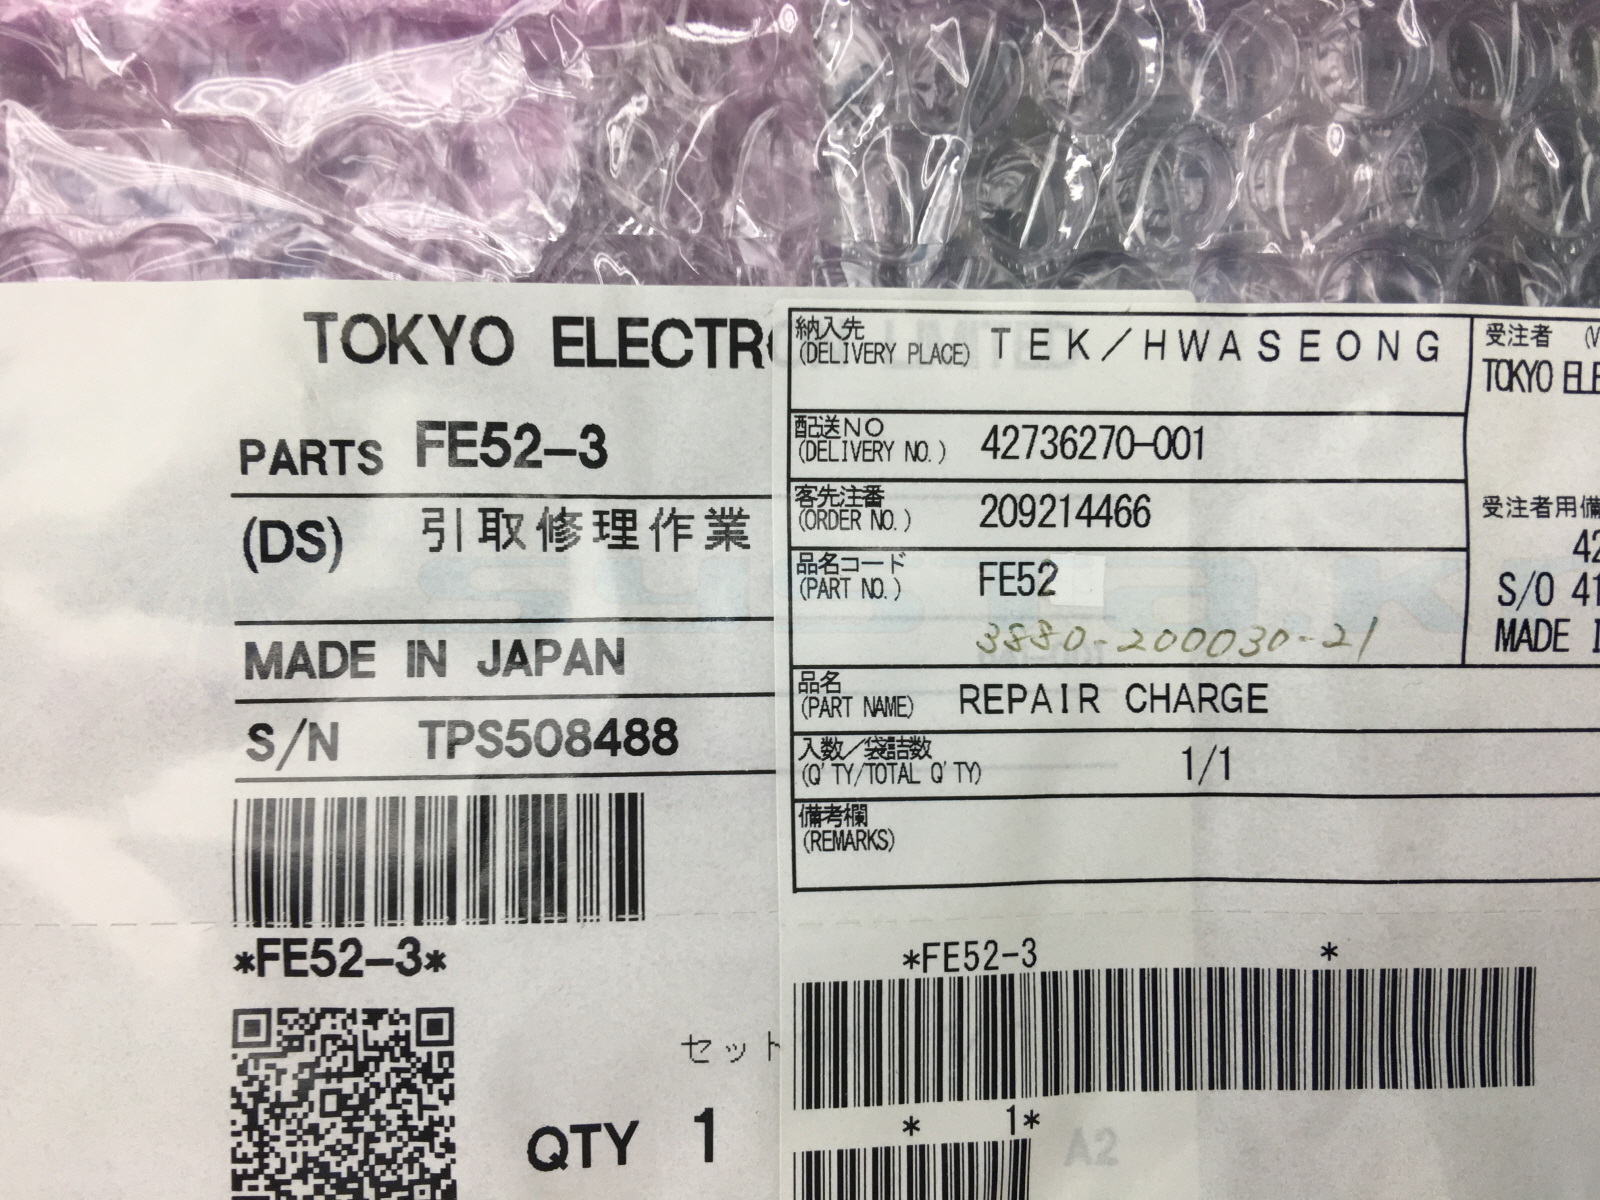 TOKYO ELECTR
PARTS FE52-3
(DS) 引取修理作業
MADE IN JAPAN
S/N TPS508488
*FE52-3*
セット
QTY 1
納入先
(DELIVERY PLACE) TEK/HWASEONG
配送NO
(DELIVERY NO.) 42736270-001
客先注番
(ORDER NO.) 209214466
品名コード
(PART NO.) FE52
3880-200030-21
品名
(PART NAME) REPAIR CHARGE
入数/袋詰数
(Q'TY/TOTAL Q'TY) 1/1
備考欄
(REMARKS)
受注者 (V
TOKYO ELE
受注者用備
42
S/O 41
MADE I
*FE52-3 *
* 1*
A2